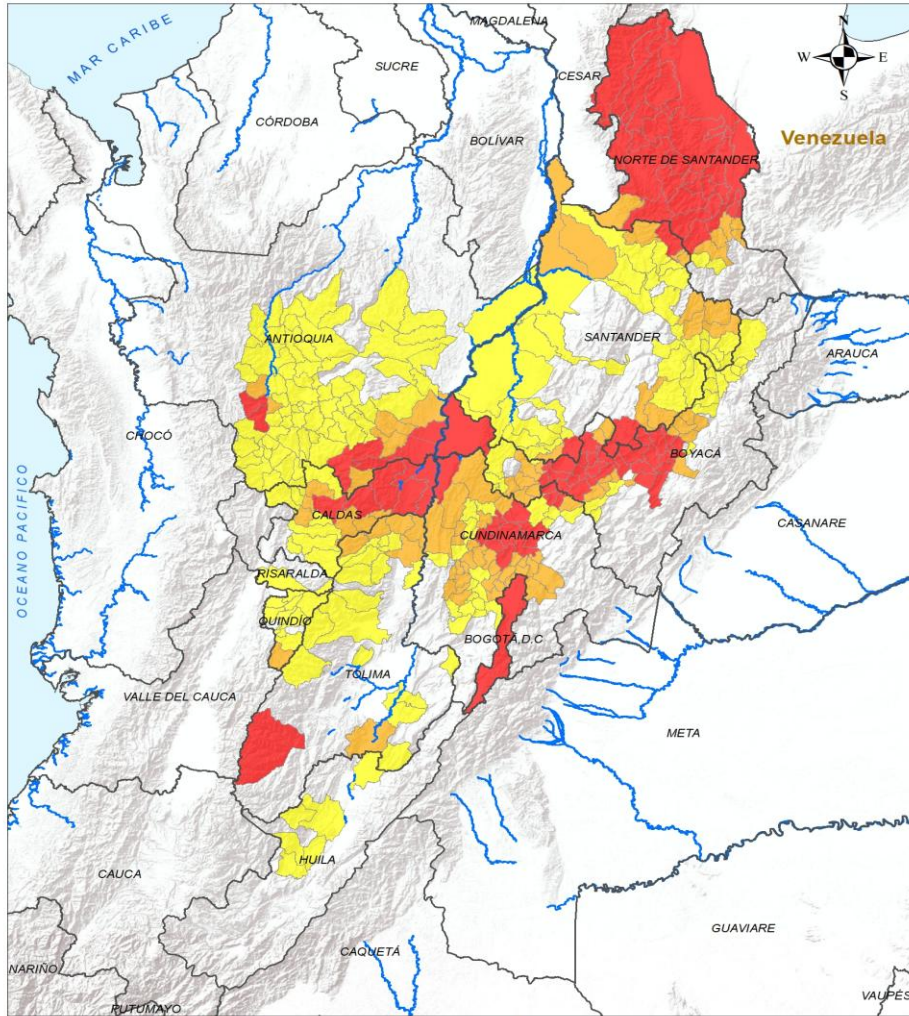 MAGDALENA
MAR CARIBE
N
W
E
S
SUCRE
CESAR
CÓRDOBA
BOLÍVAR
Venezuela
NORTE DE SANTANDER
ANTIOQUIA
SANTANDER
ARAUCA
CHOCÓ
BOYACÁ
OCEANO PACIFICO
CALDAS
CUNDINAMARCA
CASANARE
RISARALDA
QUINDÍO
BOGOTÁ, D.C
TOLIMA
VALLE DEL CAUCA
META
HUILA
CAUCA
GUAVIARE
CAQUETÁ
NARIÑO
PUTUMAYO
VAUPÉS